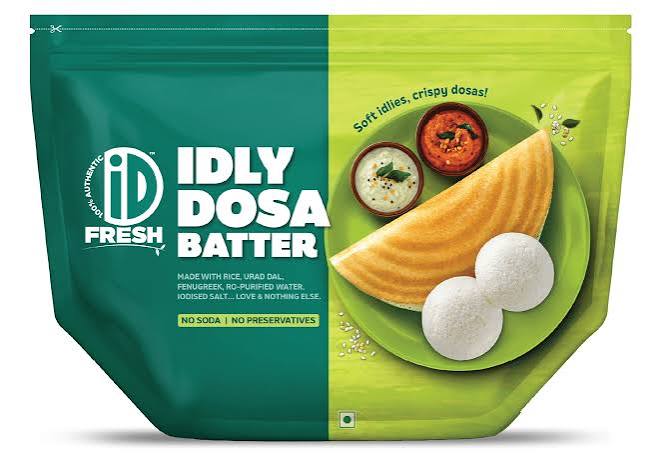 Soft idlies, crispy dosas!
100% AUTHENTIC
iD
FRESH
IDLY
DOSA
BATTER
MADE WITH RICE, URAD DAL,
FENUGREEK, RO-PURIFIED WATER,
IODISED SALT... LOVE & NOTHING ELSE.
NO SODA | NO PRESERVATIVES